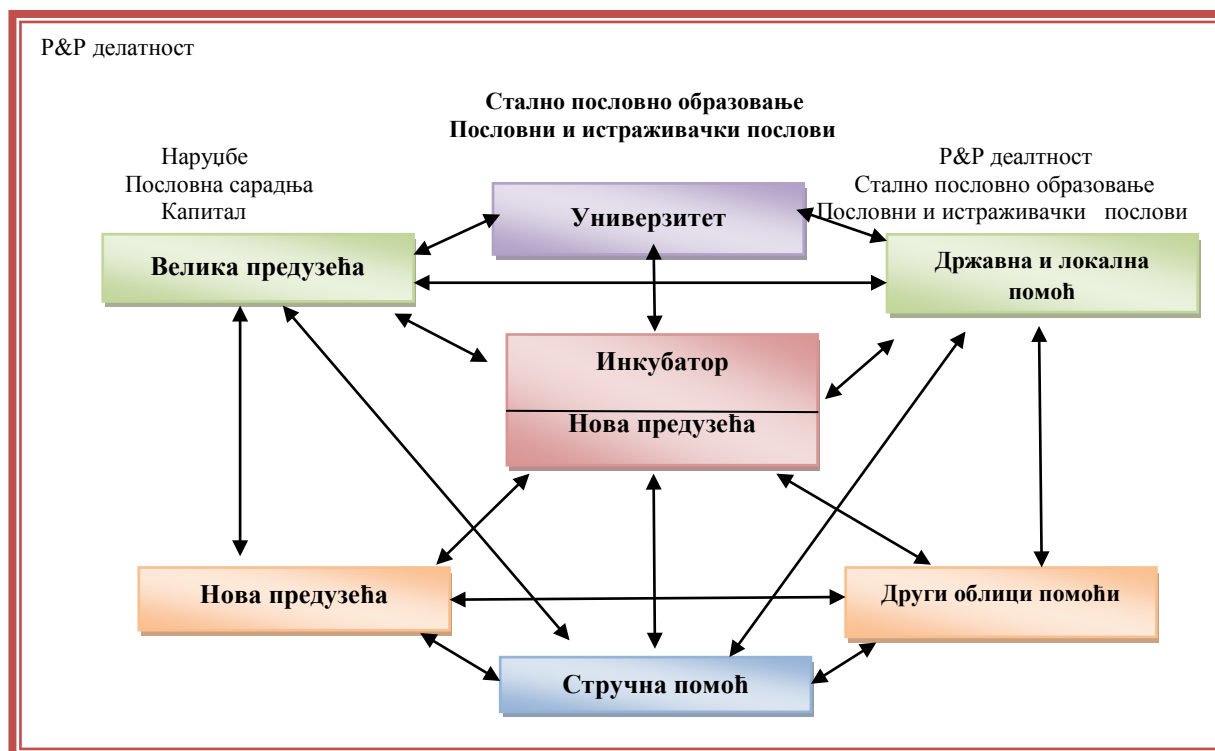 Р&Р делатност
Стално пословно образовање
Пословни и истраживачки послови
Наруџбе
Пословна сарадња
Капитал
Р&Р деалтност
Стално пословно образовање
Пословни и истраживачки послови
Универзитет
Велика предузећа
Државна и локална
помоћ
Инкубатор
Нова предузећа
Нова предузећа
Други облици помоћи
Стручна помоћ